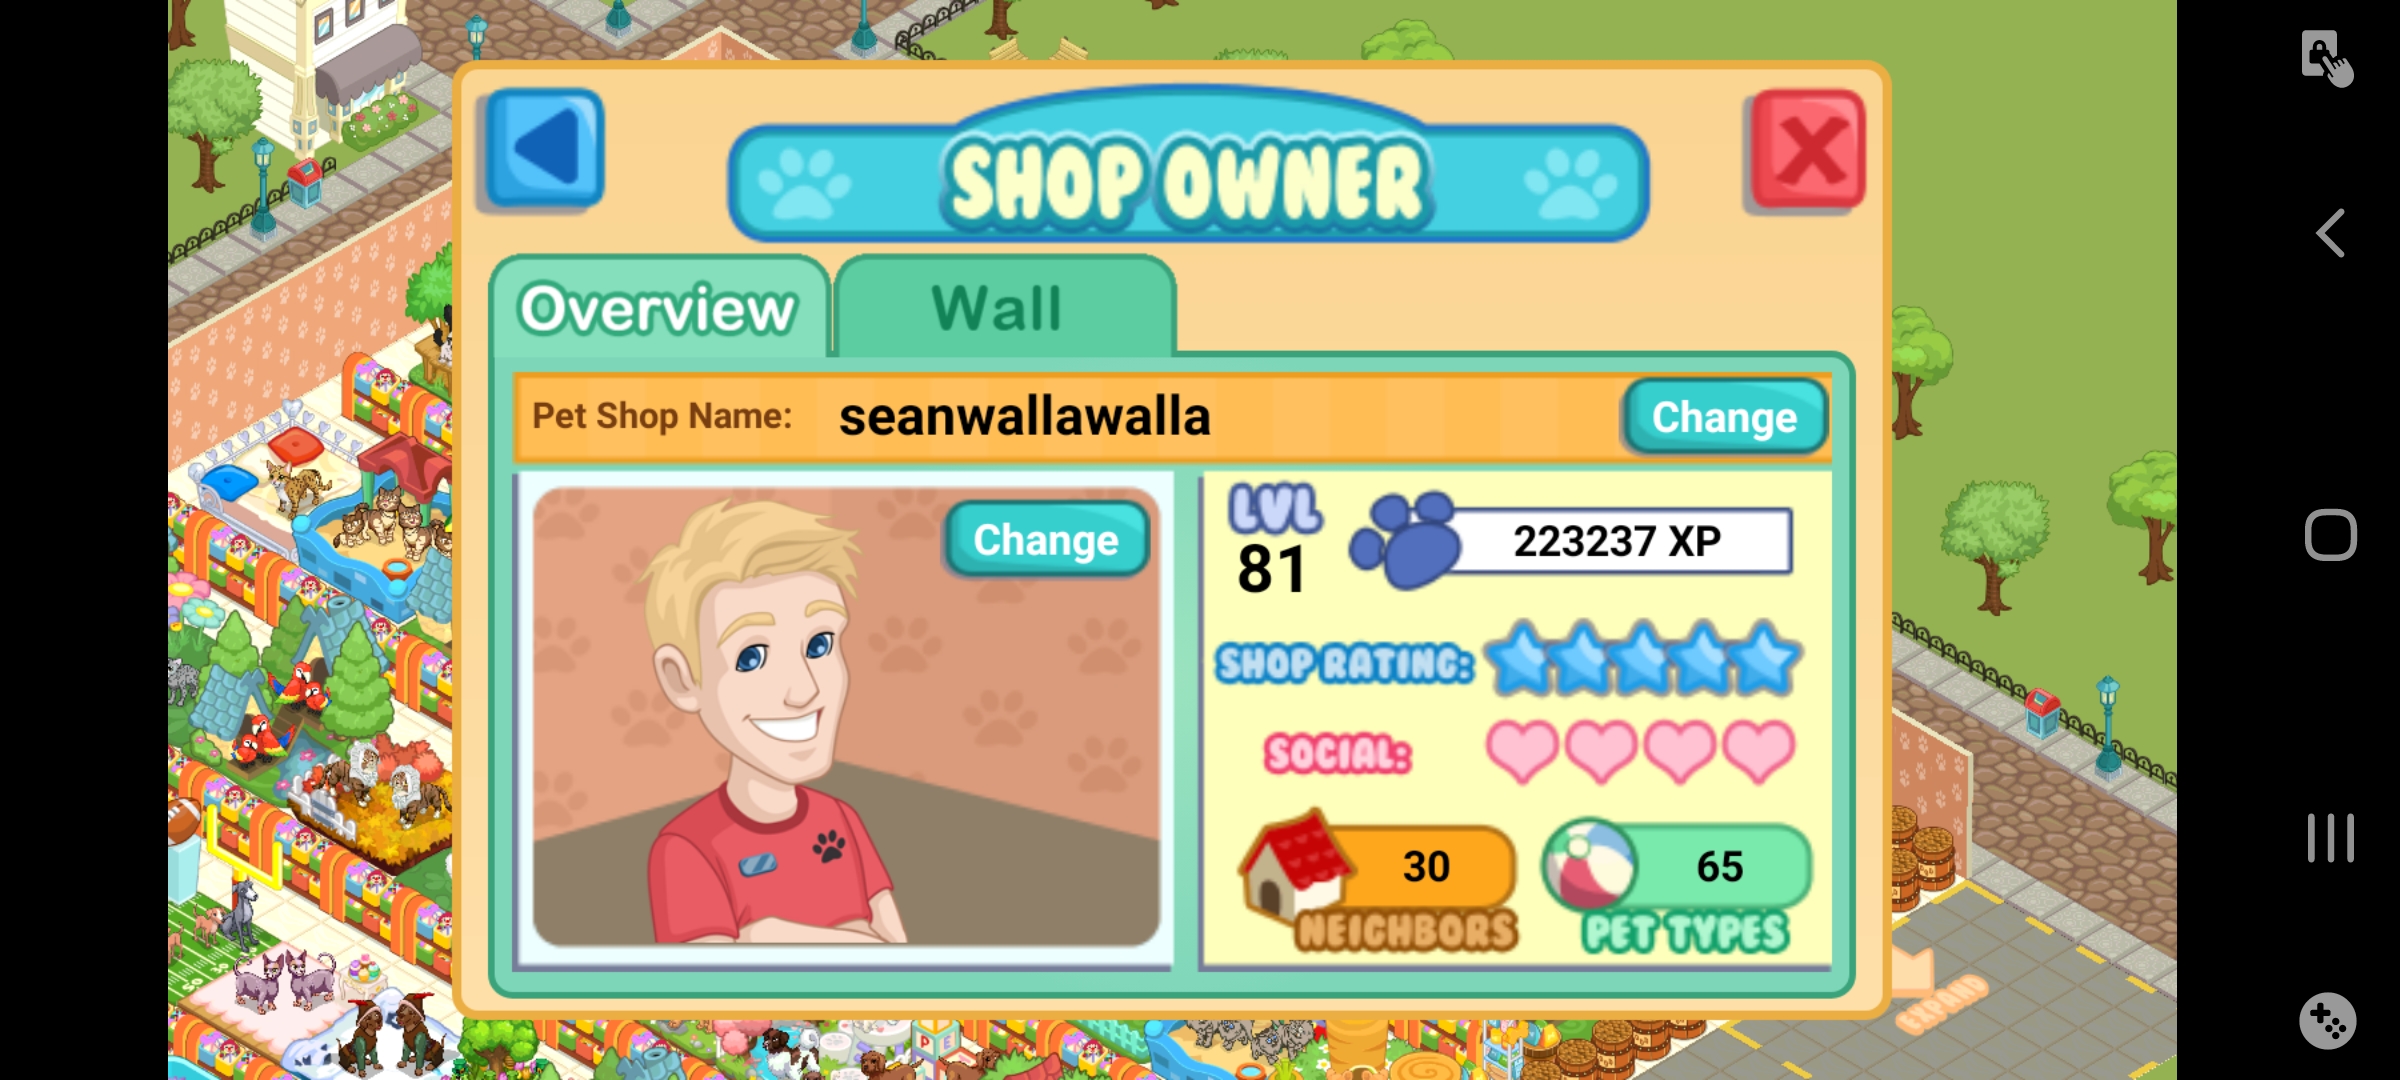 SHOP OWNER
Overview
Wall
Pet Shop Name: seanwallawalla
Change
Change
LVL
81
223237 XP
SHOP RATING:
SOCIAL:
30
NEIGHBORS
65
PET TYPES
EXPAND